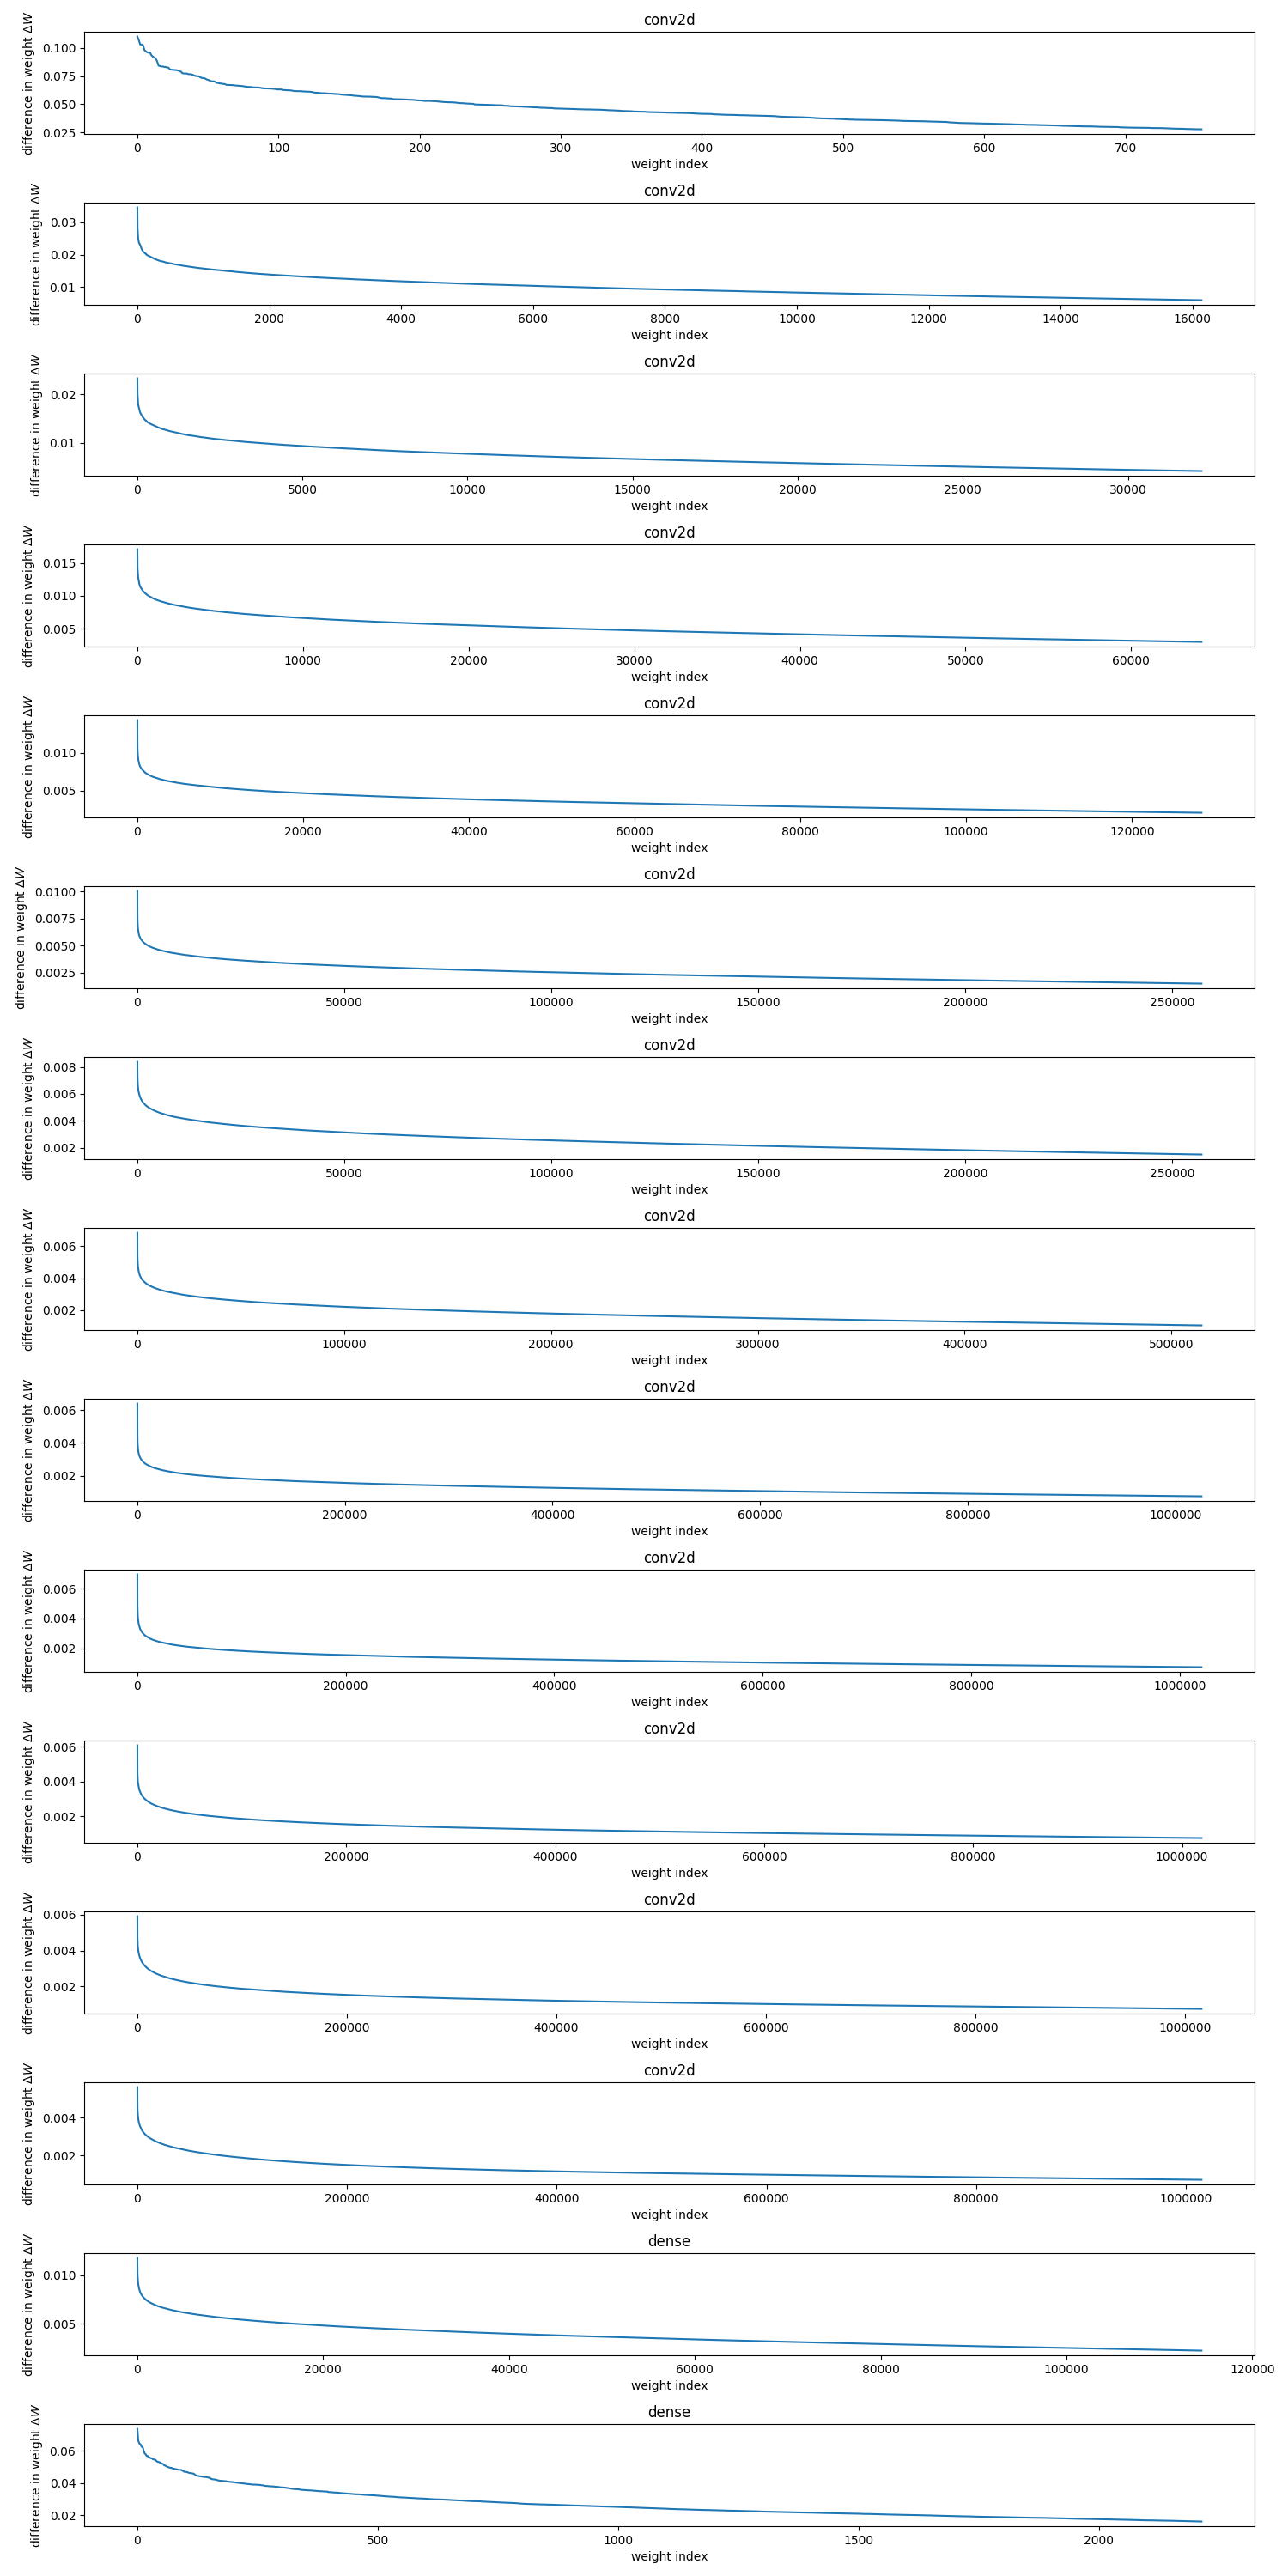 conv2d
difference in weight ΔW
0.100
0.075
0.050
0.025
0 100 200 300 400 500 600 700
weight index
conv2d
difference in weight ΔW
0.03
0.02
0.01
0 2000 4000 6000 8000 10000 12000 14000 16000
weight index
conv2d
difference in weight ΔW
0.02
0.01
0 5000 10000 15000 20000 25000 30000
weight index
conv2d
difference in weight ΔW
0.015
0.010
0.005
0 10000 20000 30000 40000 50000 60000
weight index
conv2d
difference in weight ΔW
0.010
0.005
0 20000 40000 60000 80000 100000 120000
weight index
conv2d
difference in weight ΔW
0.0100
0.0075
0.0050
0.0025
0 50000 100000 150000 200000 250000
weight index
conv2d
difference in weight ΔW
0.008
0.006
0.004
0.002
0 50000 100000 150000 200000 250000
weight index
conv2d
difference in weight ΔW
0.006
0.004
0.002
0 100000 200000 300000 400000 500000
weight index
conv2d
difference in weight ΔW
0.006
0.004
0.002
0 200000 400000 600000 800000 1000000
weight index
conv2d
difference in weight ΔW
0.006
0.004
0.002
0 200000 400000 600000 800000 1000000
weight index
conv2d
difference in weight ΔW
0.006
0.004
0.002
0 200000 400000 600000 800000 1000000
weight index
conv2d
difference in weight ΔW
0.006
0.004
0.002
0 200000 400000 600000 800000 1000000
weight index
conv2d
difference in weight ΔW
0.004
0.002
0 200000 400000 600000 800000 1000000
weight index
dense
difference in weight ΔW
0.010
0.005
0 20000 40000 60000 80000 100000 120000
weight index
dense
difference in weight ΔW
0.06
0.04
0.02
0 500 1000 1500 2000
weight index